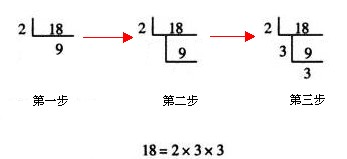 2 18 2 18 2 18
9 9 3 9
3
第一步 第二步 第三步
18 = 2 × 3 × 3